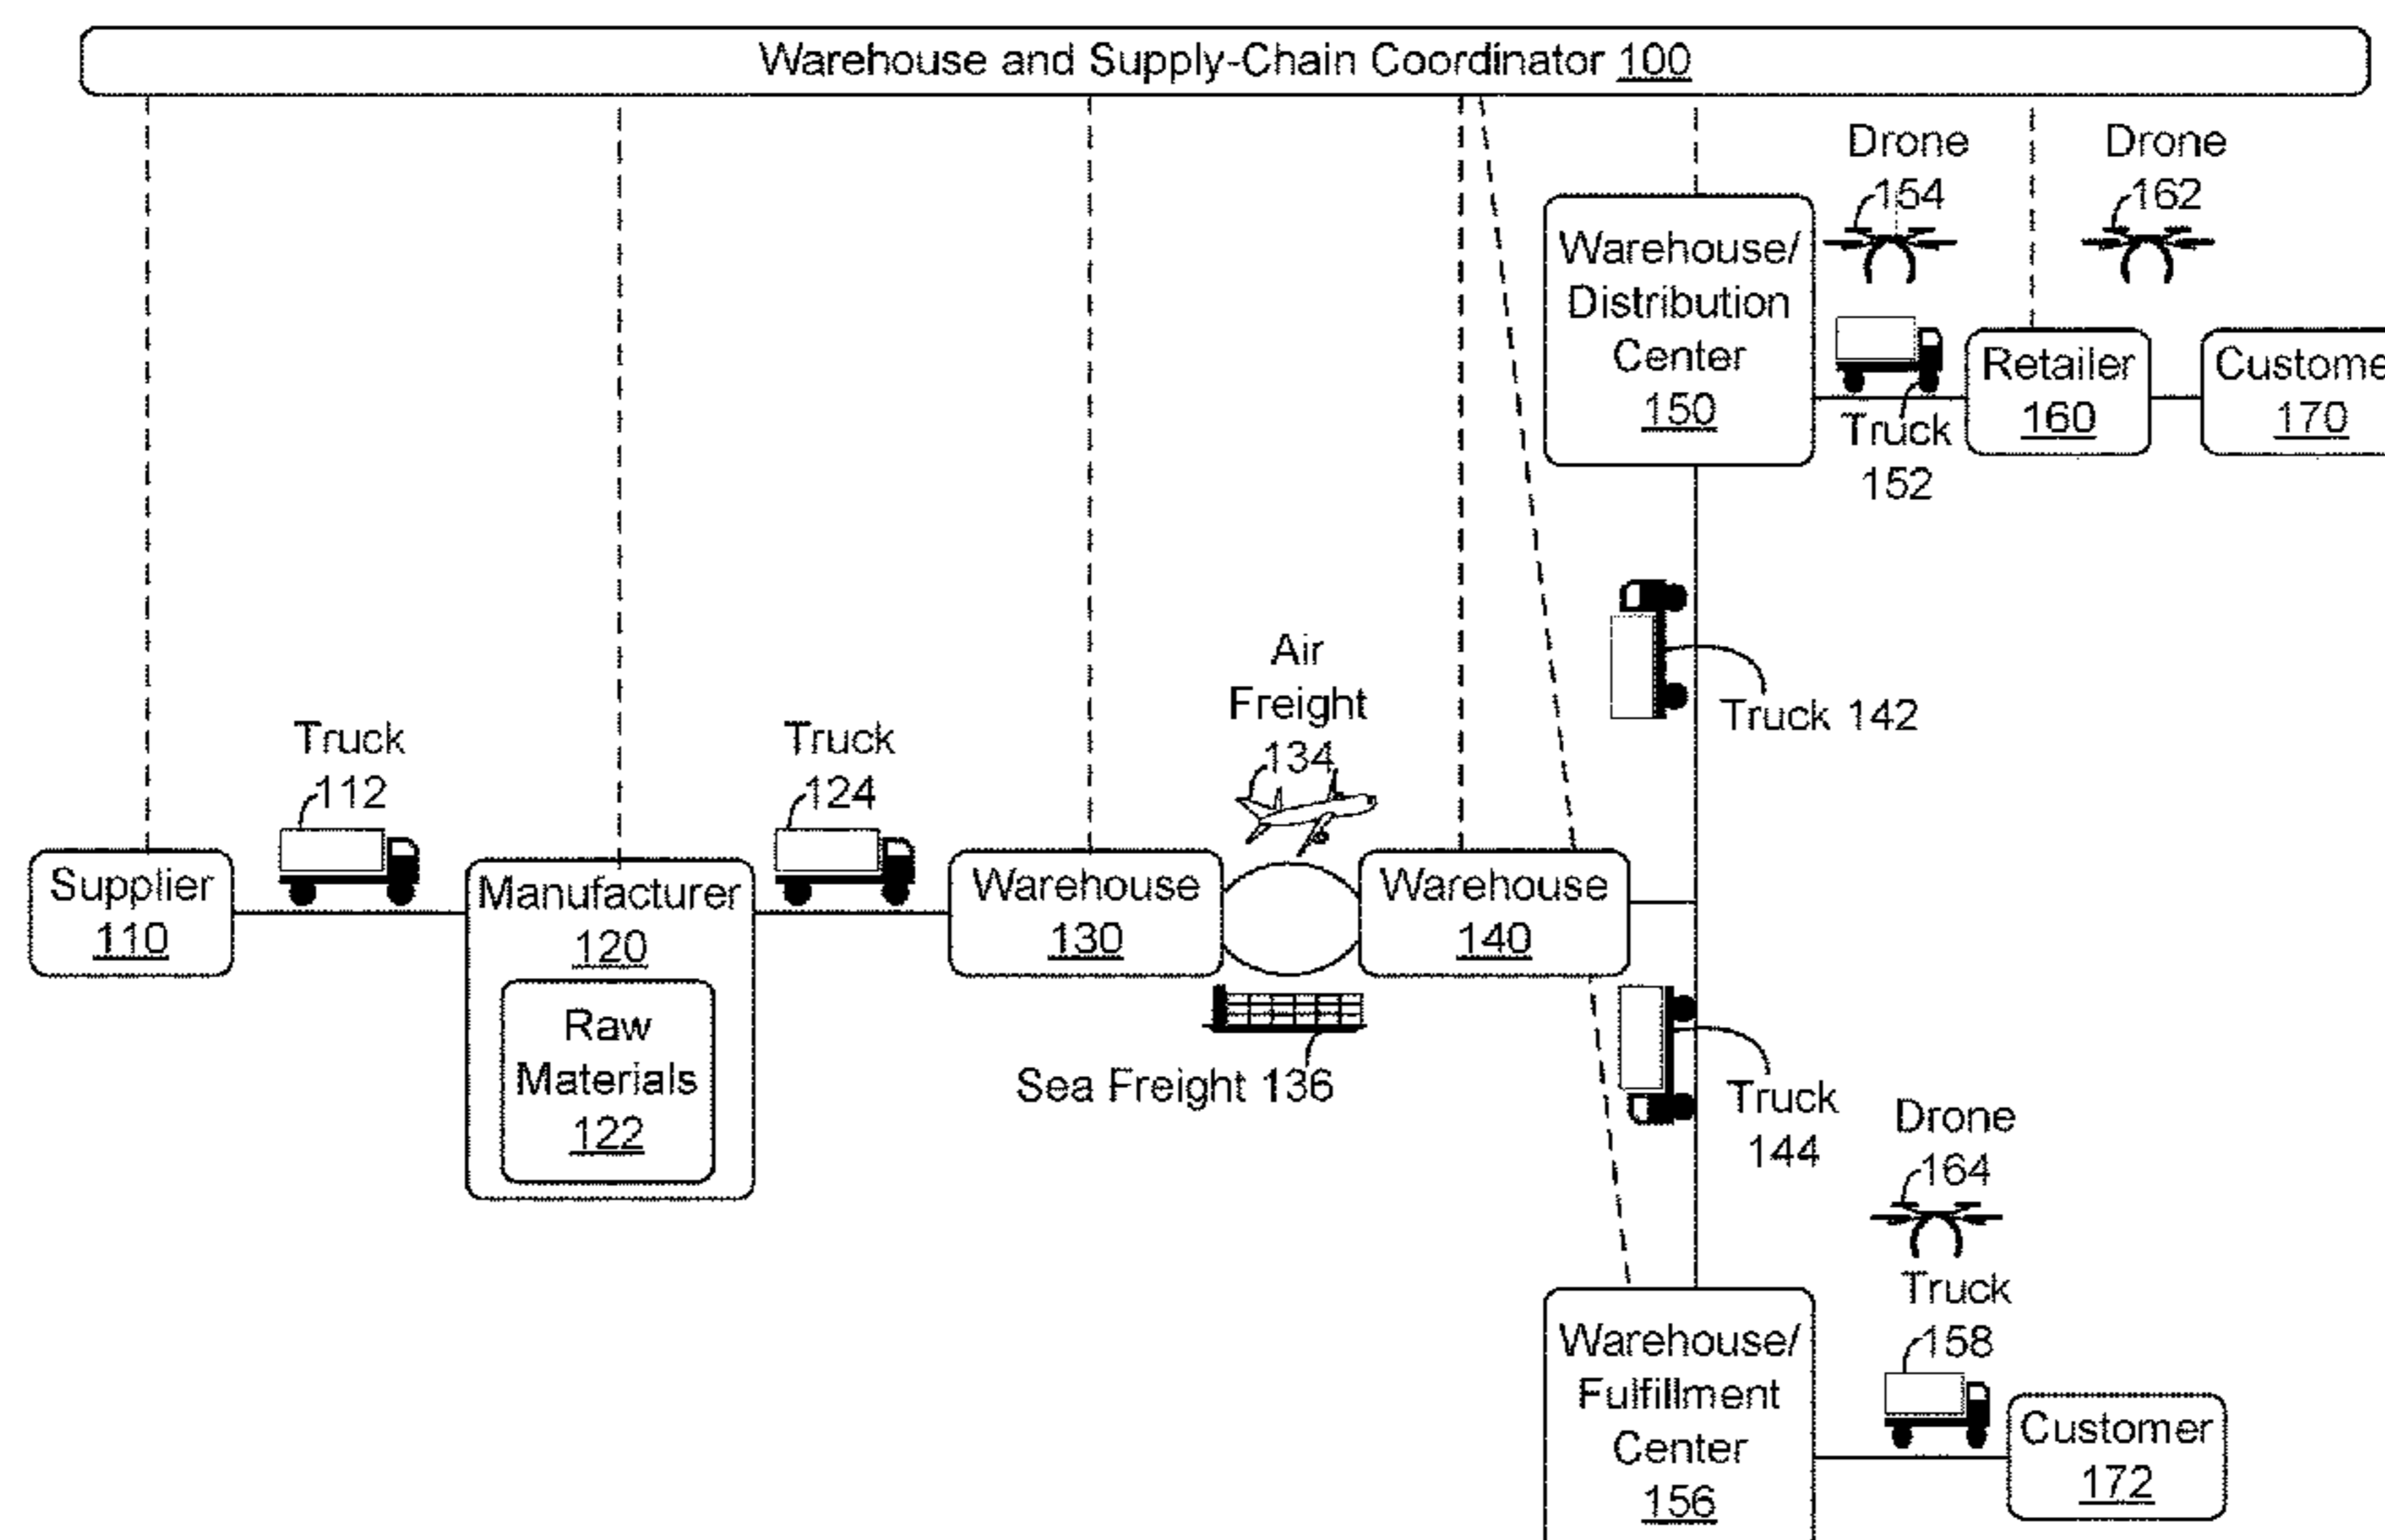 Warehouse and Supply-Chain Coordinator 100
Drone
154
Drone
162
Warehouse/
Distribution
Center
150
Truck
152
Retailer
160
Custome
170
Truck 142
Air
Freight
134
Truck
112
Truck
124
Supplier
110
Manufacturer
120
Raw
Materials
122
Warehouse
130
Warehouse
140
Sea Freight 136
Truck
144
Drone
164
Truck
158
Warehouse/
Fulfillment
Center
156
Customer
172